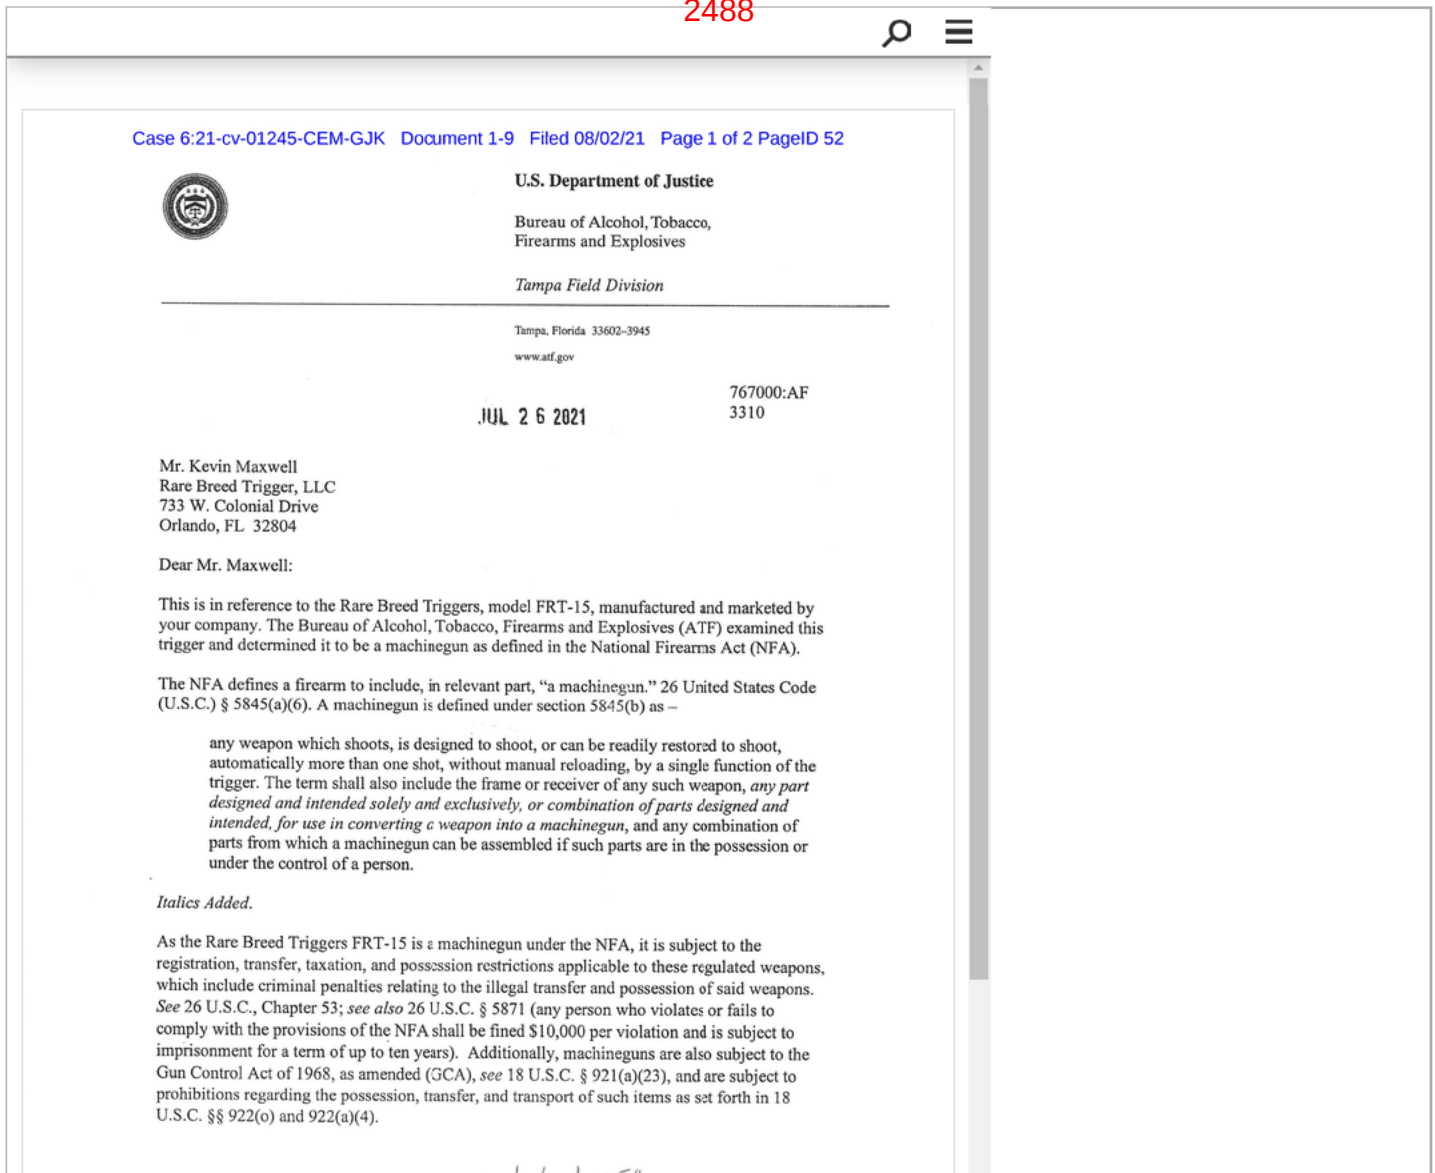 2488
Case 6:21-cv-01245-CEM-GJK Document 1-9 Filed 08/02/21 Page 1 of 2 PageID 52
U.S. Department of Justice
Bureau of Alcohol, Tobacco,
Firearms and Explosives
Tampa Field Division
Tampa, Florida 33602–3945
www.atf.gov
767000:AF
3310
JUL 26 2021
Mr. Kevin Maxwell
Rare Breed Trigger, LLC
733 W. Colonial Drive
Orlando, FL 32804
Dear Mr. Maxwell:
This is in reference to the Rare Breed Triggers, model FRT-15, manufactured and marketed by
your company. The Bureau of Alcohol, Tobacco, Firearms and Explosives (ATF) examined this
trigger and determined it to be a machinegun as defined in the National Firearms Act (NFA).
The NFA defines a firearm to include, in relevant part, “a machinegun.” 26 United States Code
(U.S.C.) § 5845(a)(6). A machinegun is defined under section 5845(b) as –
any weapon which shoots, is designed to shoot, or can be readily restored to shoot,
automatically more than one shot, without manual reloading, by a single function of the
trigger. The term shall also include the frame or receiver of any such weapon, any part
designed and intended solely and exclusively, or combination of parts designed and
intended, for use in converting a weapon into a machinegun, and any combination of
parts from which a machinegun can be assembled if such parts are in the possession or
under the control of a person.
Italics Added.
As the Rare Breed Triggers FRT-15 is a machinegun under the NFA, it is subject to the
registration, transfer, taxation, and possession restrictions applicable to these regulated weapons,
which include criminal penalties relating to the illegal transfer and possession of said weapons.
See 26 U.S.C., Chapter 53; see also 26 U.S.C. § 5871 (any person who violates or fails to
comply with the provisions of the NFA shall be fined $10,000 per violation and is subject to
imprisonment for a term of up to ten years). Additionally, machineguns are also subject to the
Gun Control Act of 1968, as amended (GCA), see 18 U.S.C. § 921(a)(23), and are subject to
prohibitions regarding the possession, transfer, and transport of such items as set forth in 18
U.S.C. §§ 922(o) and 922(a)(4).